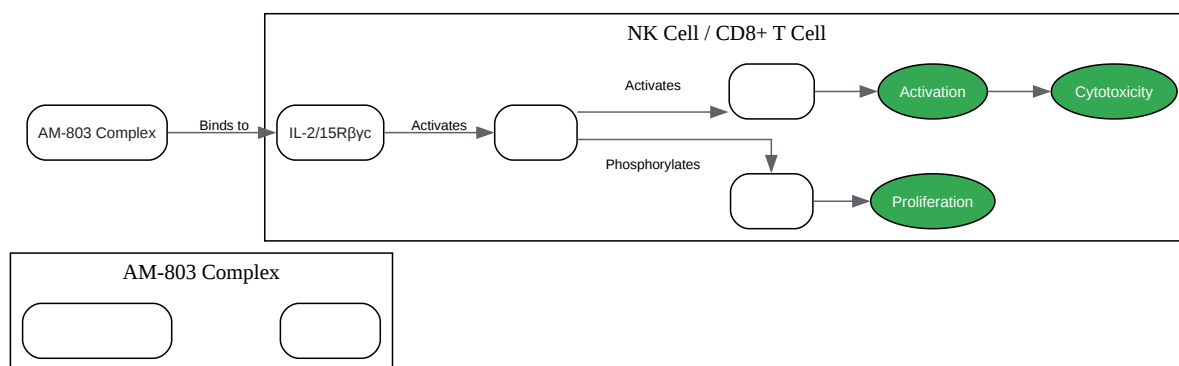 NK Cell / CD8+ T Cell
AM-803 Complex
Binds to
IL-2/15Rβγc
Activates
Activates
Phosphorylates
Activation
Cytotoxicity
Proliferation
AM-803 Complex